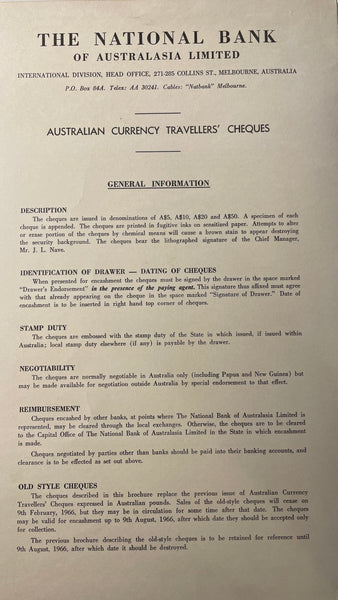 THE NATIONAL BANK
OF AUSTRALASIA LIMITED
INTERNATIONAL DIVISION, HEAD OFFICE, 271-285 COLLINS ST., MELBOURNE, AUSTRALIA
P.O. Box 84A. Telex: AA 30241. Cables: "Natbank" Melbourne.
AUSTRALIAN CURRENCY TRAVELLERS' CHEQUES
GENERAL INFORMATION
DESCRIPTION
The cheques are issued in denominations of A$5, A$10, A$20 and A$50. A specimen of each
cheque is appended. The cheques are printed in fugitive inks on sensitized paper. Attempts to alter
or erase portion of the cheques by chemical means will cause a brown stain to appear destroying
the security background. The cheques bear the lithographed signature of the Chief Manager,
Mr. J. L. Nave.
IDENTIFICATION OF DRAWER — DATING OF CHEQUES
When presented for encashment the cheques must be signed by the drawer in the space marked
"Drawer's Endorsement" in the presence of the paying agent. This signature thus affixed must agree
with that already appearing on the cheque in the space marked "Signature of Drawer." Date of
encashment is to be inserted in right hand top corner of cheques.
STAMP DUTY
The cheques are embossed with the stamp duty of the State in which issued, if issued within
Australia; local stamp duty elsewhere (if any) is payable by the drawer.
NEGOTIABILITY
The cheques are normally negotiable in Australia only (including Papua and New Guinea) but
may be made available for negotiation outside Australia by special endorsement to that effect.
REIMBURSEMENT
Cheques encashed by other banks, at points where The National Bank of Australasia Limited is
represented, may be cleared through the local exchanges. Otherwise, the cheques are to be cleared
to the Capital Office of The National Bank of Australasia Limited in the State in which encashment
is made.
Cheques negotiated by parties other than banks should be paid into their banking accounts, and
clearance is to be effected as set out above.
OLD STYLE CHEQUES
The cheques described in this brochure replace the previous issue of Australian Currency
Travellers' Cheques expressed in Australian pounds. Sales of the old-style cheques will cease on
9th February, 1966, but they may be in circulation for some time after that date. The cheques
may be valid for encashment up to 9th August, 1966, after which date they should be accepted only
for collection.
The previous brochure describing the old-style cheques is to be retained for reference until
9th August, 1966, after which date it should be destroyed.